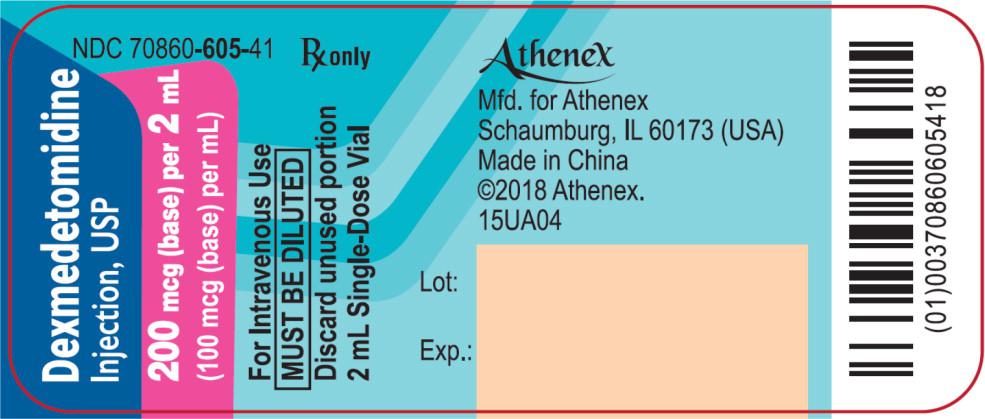 NDC 70860-605-41 Rx only
Dexmedetomidine
Injection, USP
200 mcg (base) per 2 mL
(100 mcg (base) per mL)
For Intravenous Use
MUST BE DILUTED
Discard unused portion
2 mL Single-Dose Vial
Athenex
Mfd. for Athenex
Schaumburg, IL 60173 (USA)
Made in China
©2018 Athenex.
15UA04
Lot:
Exp.:
(01)00370860605418